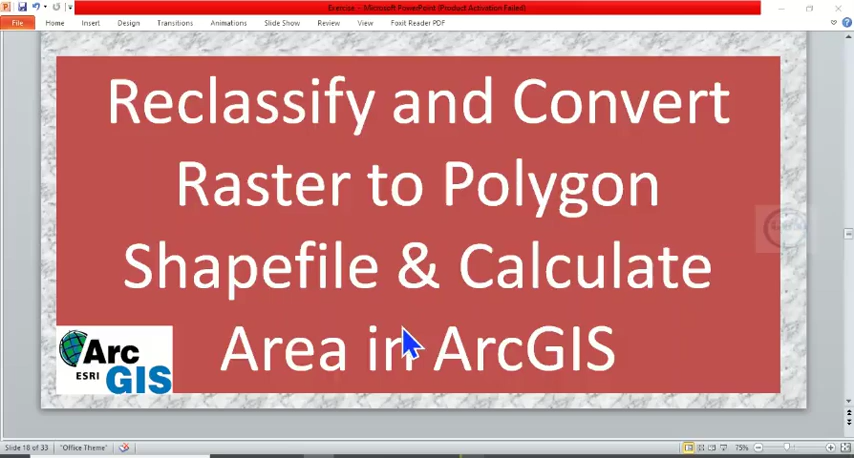 Exercise - Microsoft PowerPoint (Product Activation Failed)
File Home Insert Design Transitions Animations Slide Show Review View Foxit Reader PDF
Reclassify and Convert
Raster to Polygon
Shapefile & Calculate
Area in ArcGIS
Arc
ESRI GIS
Slide 18 of 33 "Office Theme" 75%